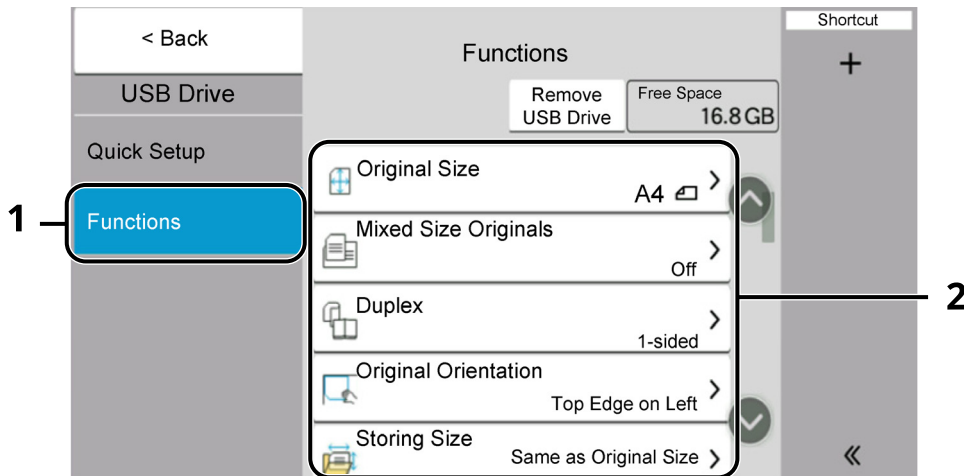 < Back
USB Drive
Quick Setup
Functions
1
Functions
Remove
USB Drive
Free Space
16.8 GB
Original Size
A4
Mixed Size Originals
Off
Duplex
1-sided
Original Orientation
Top Edge on Left
Storing Size
Same as Original Size
2
Shortcut